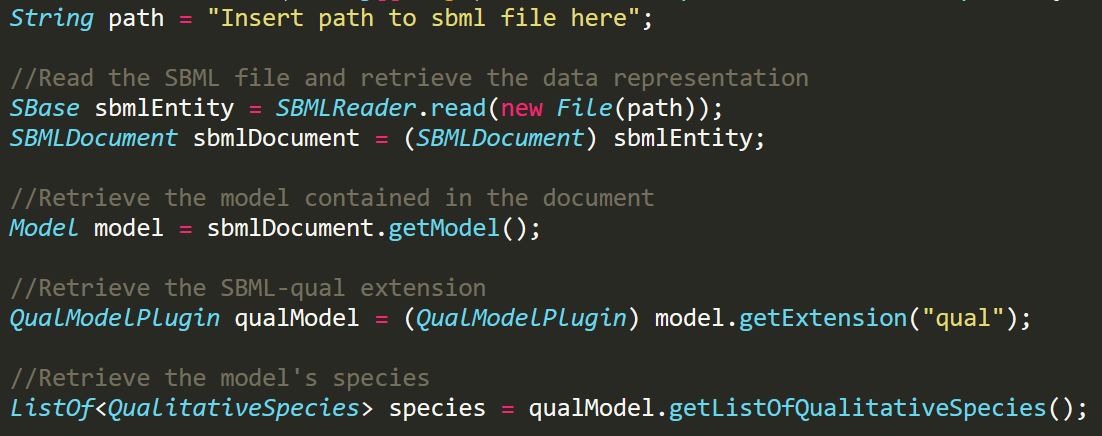 String path = "Insert path to sbml file here";
//Read the SBML file and retrieve the data representation
SBase sbmlEntity = SBMLReader.read(new File(path));
SBMLDocument sbmlDocument = (SBMLDocument) sbmlEntity;
//Retrieve the model contained in the document
Model model = sbmlDocument.getModel();
//Retrieve the SBML-qual extension
QualModelPlugin qualModel = (QualModelPlugin) model.getExtension("qual");
//Retrieve the model's species
ListOf<QualitativeSpecies> species = qualModel.getListOfQualitativeSpecies();